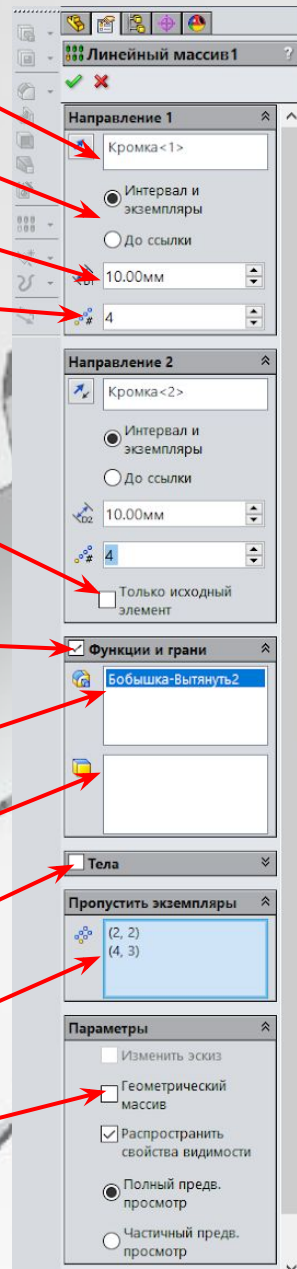 Линейный массив1
?
Направление 1
Кромка<1>
Интервал и
экземпляры
До ссылки
10.00мм
# 4
Направление 2
Кромка<2>
Интервал и
экземпляры
До ссылки
D2 10.00мм
# 4
Только исходный
элемент
Функции и грани
Бобышка-Вытянуть2
Тела
Пропустить экземпляры
(2, 2)
(4, 3)
Параметры
Изменить эскиз
Геометрический
массив
Распространить
свойства видимости
Полный предв.
просмотр
Частичный предв.
просмотр